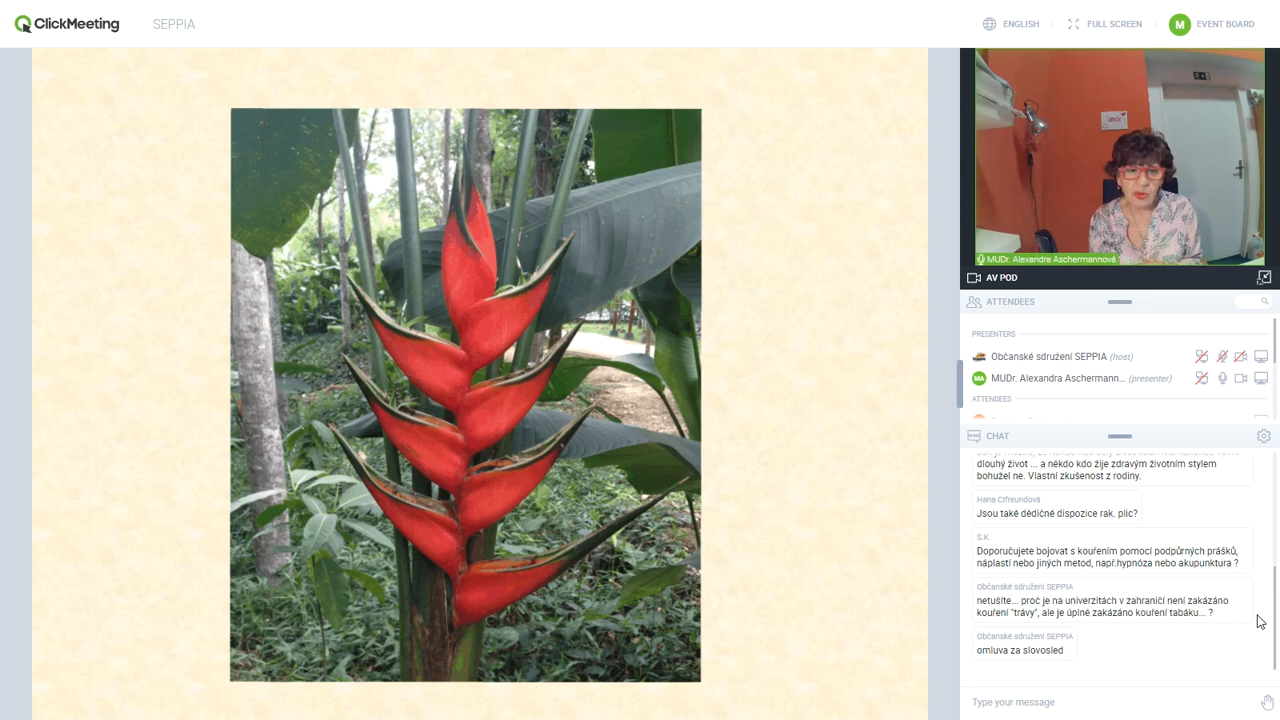 ClickMeeting
SEPPIA
ENGLISH
FULL SCREEN
M
EVENT BOARD
MUDr. Alexandra Aschermannová
AV POD
ATTENDEES
PRESENTERS
Občanské sdružení SEPPIA (host)
MA
MUDr. Alexandra Aschermann... (presenter)
ATTENDEES
CHAT
dlouhý život ... a někdo kdo žije zdravým životním stylem
bohužel ne. Vlastní zkušenost z rodiny.
Hana Cifreundová
Jsou také dědičné dispozice rak. plic?
S.K.
Doporučujete bojovat s kouřením pomocí podpůrných prášků,
náplastí nebo jiných metod, např.hypnóza nebo akupunktura ?
Občanské sdružení SEPPIA
netušíte... proč je na univerzitách v zahraničí není zakázáno
kouření "trávy", ale je úplně zakázáno kouření tabáku... ?
Občanské sdružení SEPPIA
omluva za slovosled
Type your message